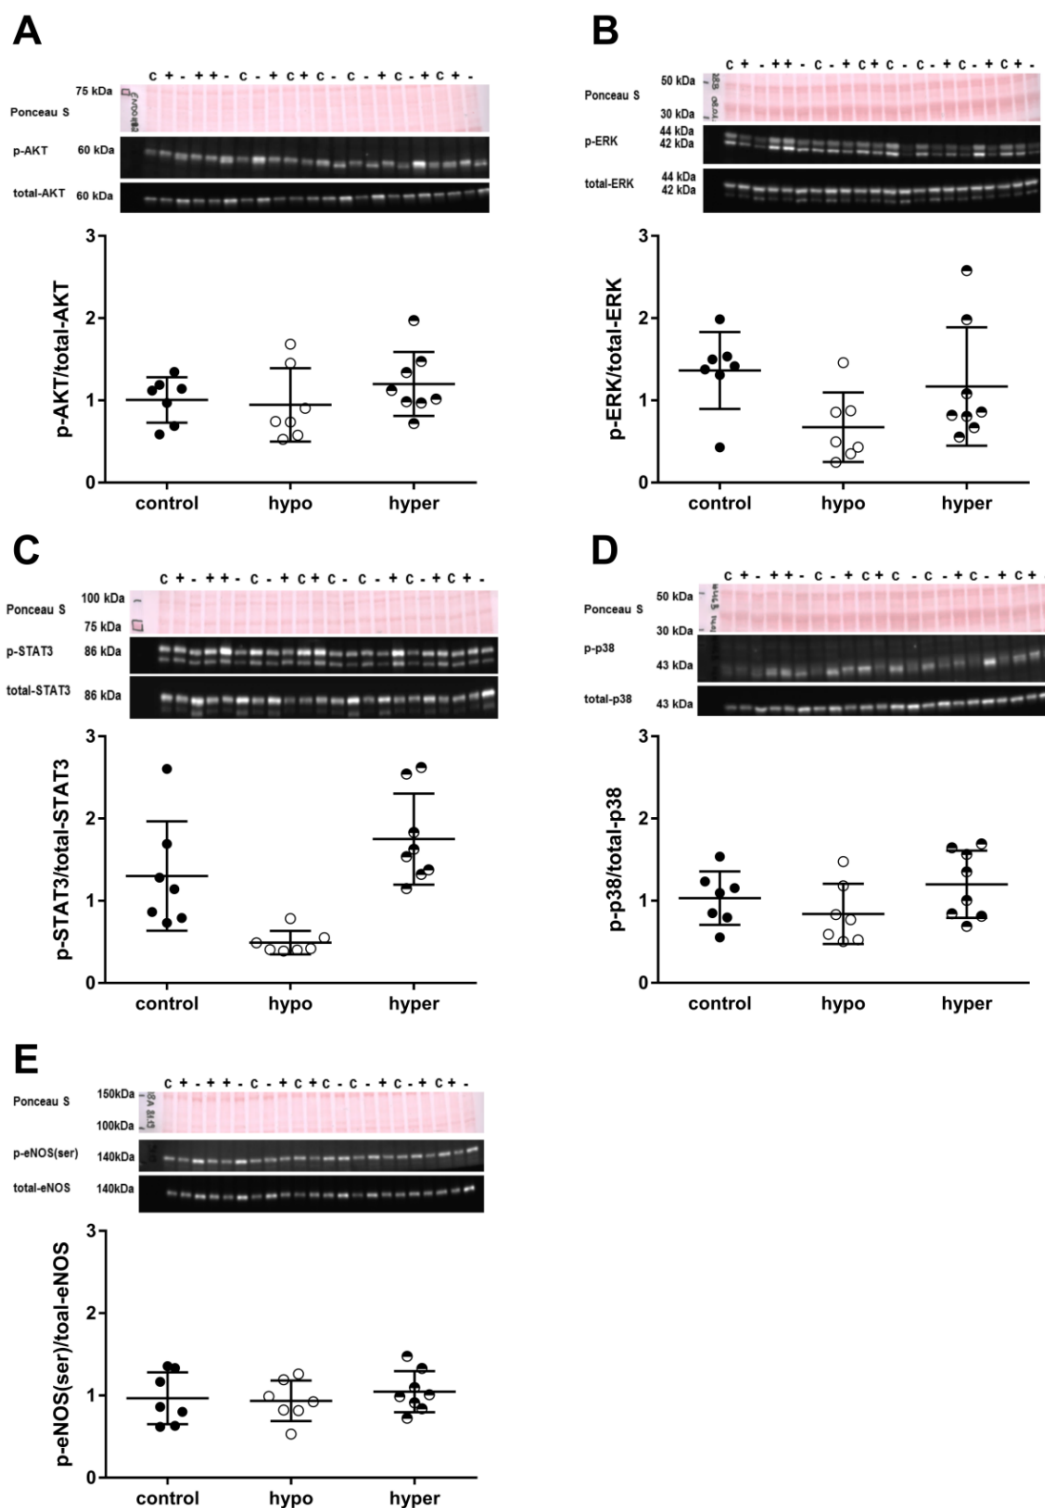 A
C + - + + - C - + C + C - C - + C - + C + -
75 kDa
Ponceau S
p-AKT 60 kDa
total-AKT 60 kDa
p-AKT/total-AKT
3
2
1
0
control hypo hyper
B
C + - + + - C - + C + C - C - + C - + C + -
50 kDa
Ponceau S
30 kDa
44 kDa
p-ERK 42 kDa
44 kDa
total-ERK 42 kDa
p-ERK/total-ERK
3
2
1
0
control hypo hyper
C
C + - + + - C - + C + C - C - + C - + C + -
100 kDa
Ponceau S
75 kDa
p-STAT3 86 kDa
total-STAT3 86 kDa
p-STAT3/total-STAT3
3
2
1
0
control hypo hyper
D
C + - + + - C - + C + C - C - + C - + C +
50 kDa
Ponceau S
30 kDa
p-p38
43 kDa
total-p38 43 kDa
p-p38/total-p38
3
2
1
0
control hypo hyper
E
C + - + + - C - + C + C - C - + C - + C + -
150kDa
Ponceau S
100kDa
p-eNOS(ser) 140kDa
total-eNOS 140kDa
p-eNOS(ser)/toal-eNOS
3
2
1
0
control hypo hyper